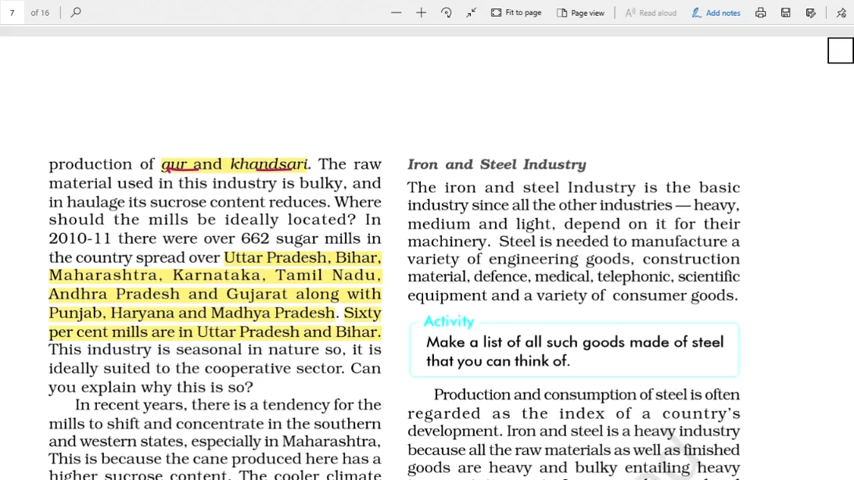 7 of 16
Fit to page
Page view
Read aloud
Add notes
production of gur and khandsari. The raw
material used in this industry is bulky, and
in haulage its sucrose content reduces. Where
should the mills be ideally located? In
2010-11 there were over 662 sugar mills in
the country spread over Uttar Pradesh, Bihar,
Maharashtra, Karnataka, Tamil Nadu,
Andhra Pradesh and Gujarat along with
Punjab, Haryana and Madhya Pradesh. Sixty
per cent mills are in Uttar Pradesh and Bihar.
This industry is seasonal in nature so, it is
ideally suited to the cooperative sector. Can
you explain why this is so?
In recent years, there is a tendency for the
mills to shift and concentrate in the southern
and western states, especially in Maharashtra,
This is because the cane produced here has a
higher sucrose content. The cooler climate
Iron and Steel Industry
The iron and steel Industry is the basic
industry since all the other industries — heavy,
medium and light, depend on it for their
machinery. Steel is needed to manufacture a
variety of engineering goods, construction
material, defence, medical, telephonic, scientific
equipment and a variety of consumer goods.
Activity
Make a list of all such goods made of steel
that you can think of.
Production and consumption of steel is often
regarded as the index of a country's
development. Iron and steel is a heavy industry
because all the raw materials as well as finished
goods are heavy and bulky entailing heavy